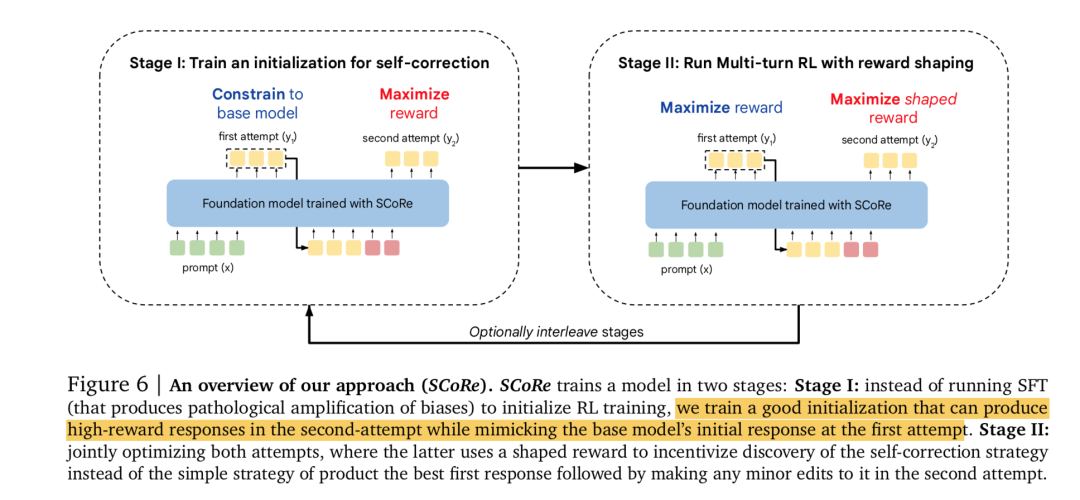 Stage I: Train an initialization for self-correction
Constrain to
base model
Maximize
reward
first attempt (y₁)
second attempt (y₂)
Foundation model trained with SCoRe
prompt (x)
Stage II: Run Multi-turn RL with reward shaping
Maximize reward
Maximize shaped
reward
first attempt (y₁)
second attempt (y₂)
Foundation model trained with SCoRe
prompt (x)
Optionally interleave stages
Figure 6 | An overview of our approach (SCoRe). SCoRe trains a model in two stages: Stage I: instead of running SFT
(that produces pathological amplification of biases) to initialize RL training, we train a good initialization that can produce
high-reward responses in the second-attempt while mimicking the base model's initial response at the first attempt. Stage II:
jointly optimizing both attempts, where the latter uses a shaped reward to incentivize discovery of the self-correction strategy
instead of the simple strategy of product the best first response followed by making any minor edits to it in the second attempt.